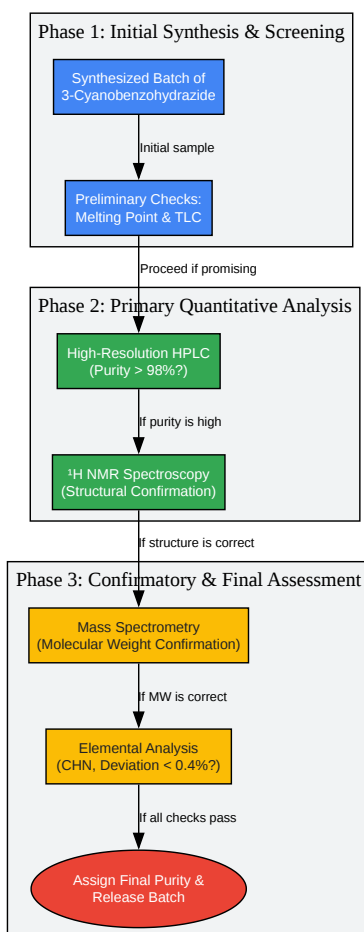 Phase 1: Initial Synthesis & Screening
Synthesized Batch of
3-Cyanobenzohydrazide
Initial sample
Preliminary Checks:
Melting Point & TLC
Proceed if promising
Phase 2: Primary Quantitative Analysis
High-Resolution HPLC
(Purity > 98%?)
If purity is high
¹H NMR Spectroscopy
(Structural Confirmation)
If structure is correct
Phase 3: Confirmatory & Final Assessment
Mass Spectrometry
(Molecular Weight Confirmation)
If MW is correct
Elemental Analysis
(CHN, Deviation < 0.4%?)
If all checks pass
Assign Final Purity &
Release Batch